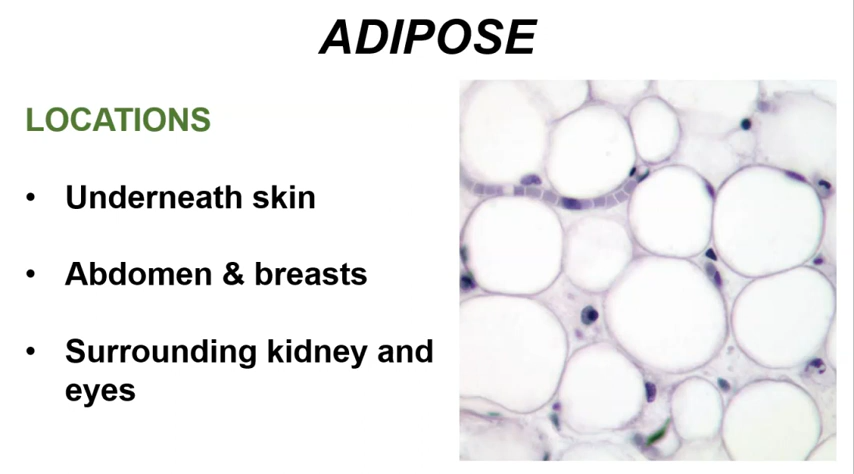 ADIPOSE
LOCATIONS
• Underneath skin
• Abdomen & breasts
• Surrounding kidney and
eyes